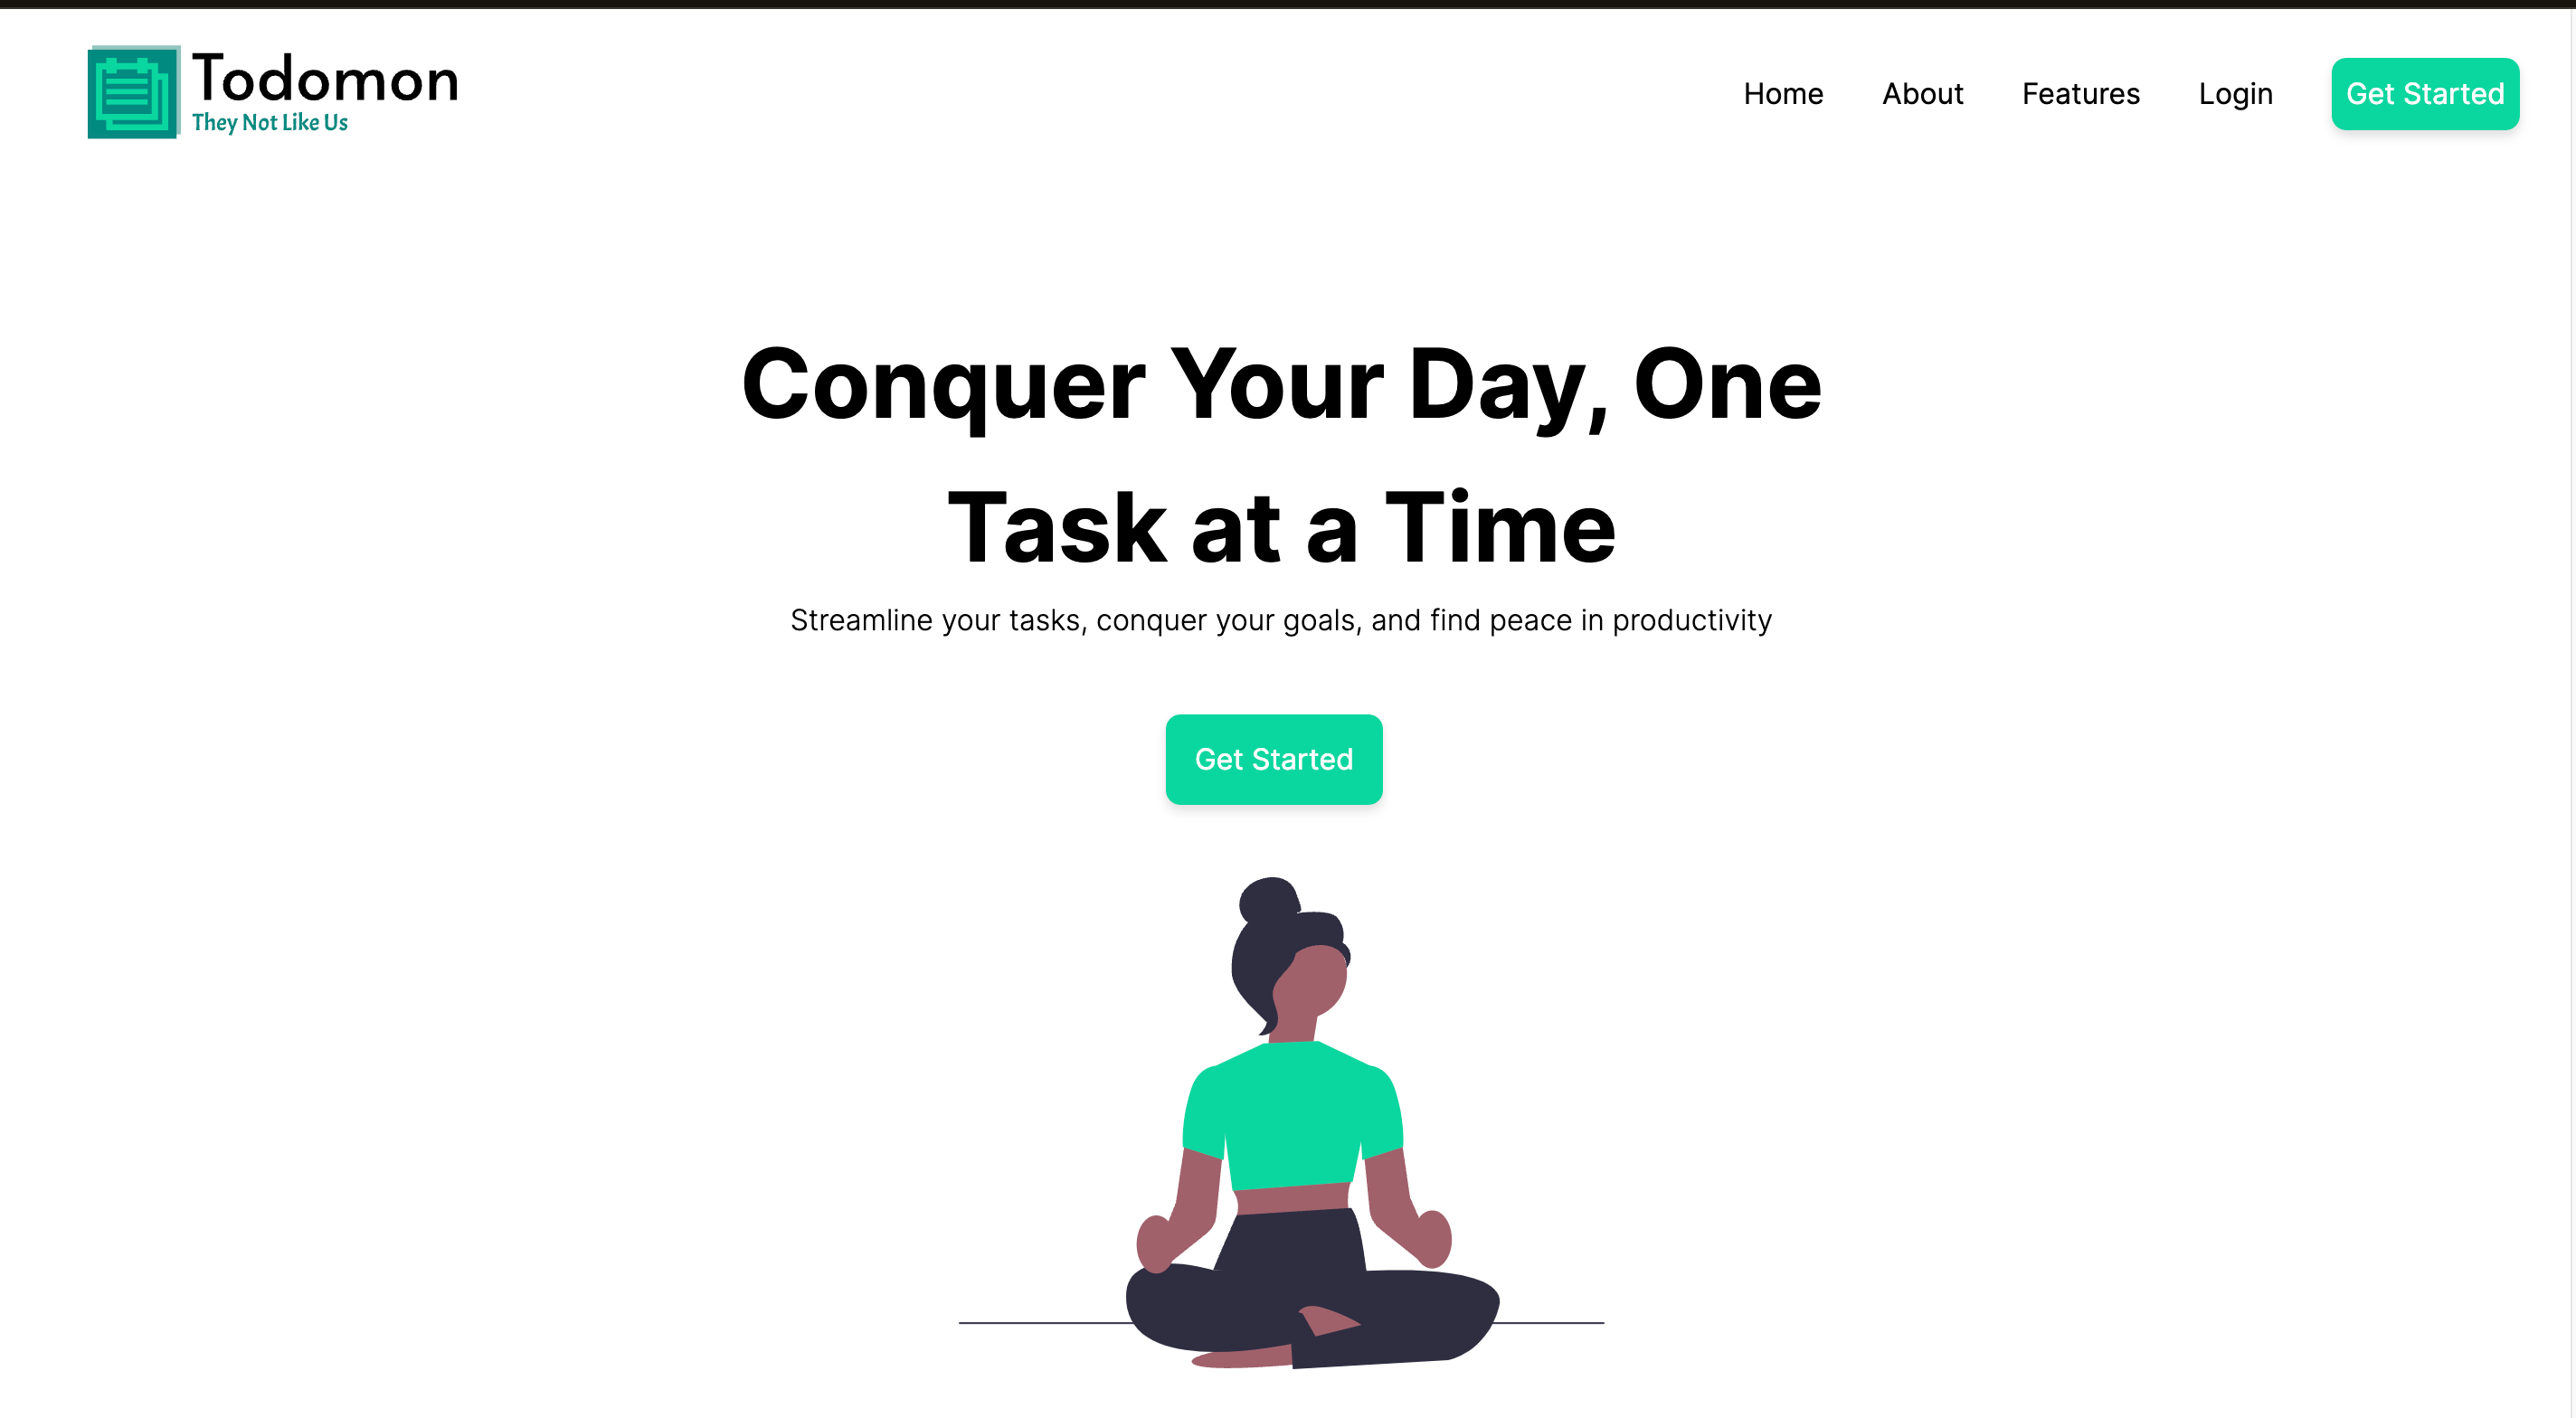 Todomon
They Not Like Us
Home About Features Login Get Started
Conquer Your Day, One
Task at a Time
Streamline your tasks, conquer your goals, and find peace in productivity
Get Started